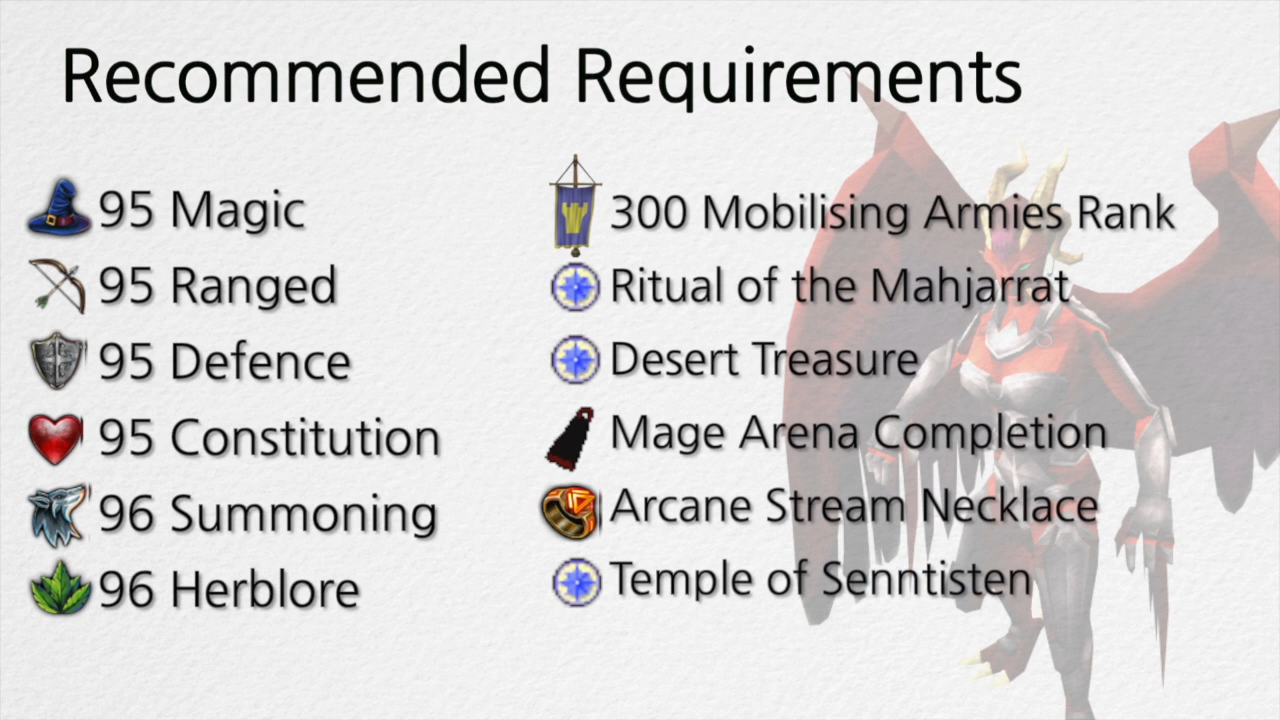 Recommended Requirements
95 Magic
95 Ranged
95 Defence
95 Constitution
96 Summoning
96 Herblore
300 Mobilising Armies Rank
Ritual of the Mahjarrat
Desert Treasure
Mage Arena Completion
Arcane Stream Necklace
Temple of Senntisten